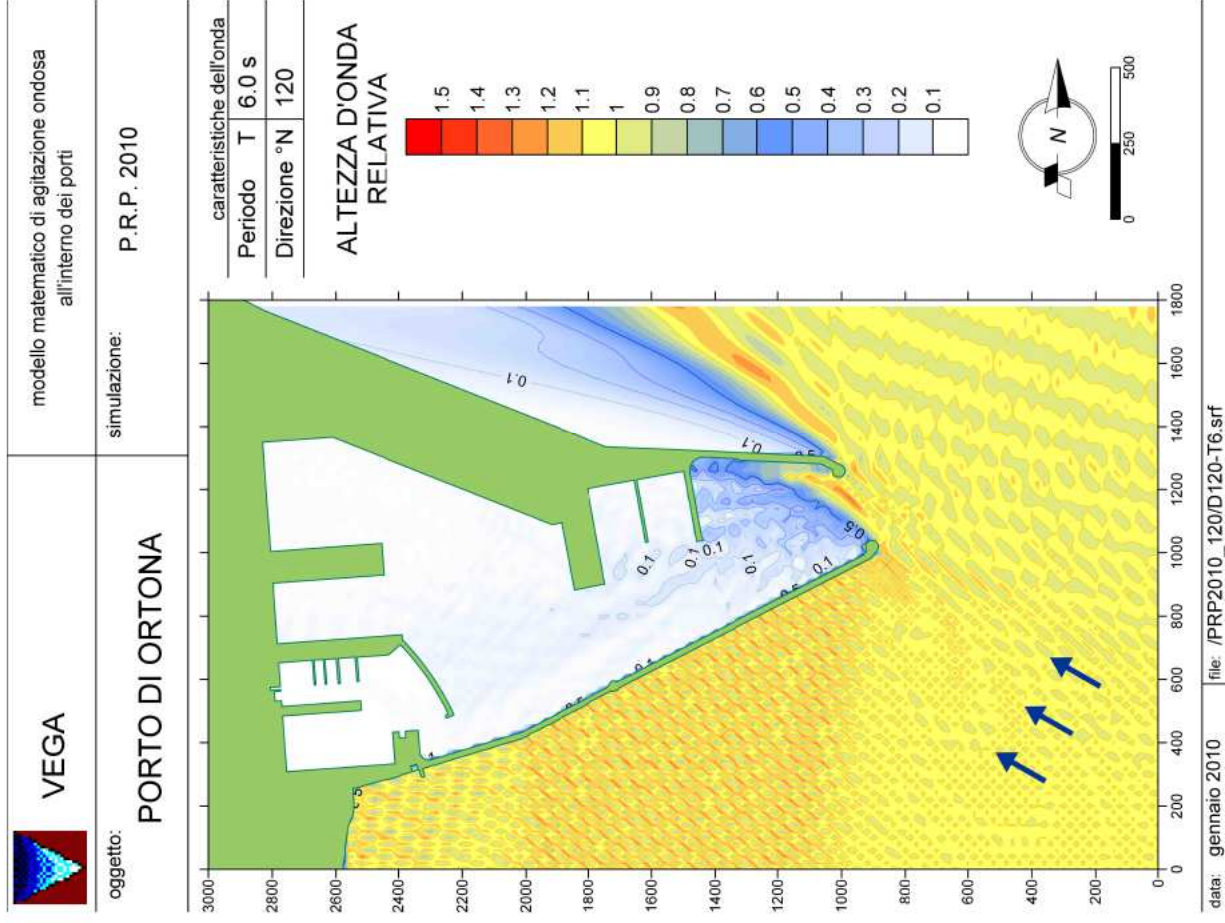 VEGA
modello matematico di agitazione ondosa
all'interno dei porti
oggetto:
PORTO DI ORTONA
simulazione:
P.R.P. 2010
caratteristiche dell'onda
Periodo T 6.0 s
Direzione °N 120
ALTEZZA D'ONDA
RELATIVA
1.5
1.4
1.3
1.2
1.1
1
0.9
0.8
0.7
0.6
0.5
0.4
0.3
0.2
0.1
N
0 250 500
3000
2800
2600
2400
2200
2000
1800
1600
1400
1200
1000
800
600
400
200
0
0 200 400 600 800 1000 1200 1400 1600 1800
0.1
0.1
0.1
0.1
0.1
0.1
0.5
0.1
data: gennaio 2010
file: /PRP2010_120/D120-T6.srf